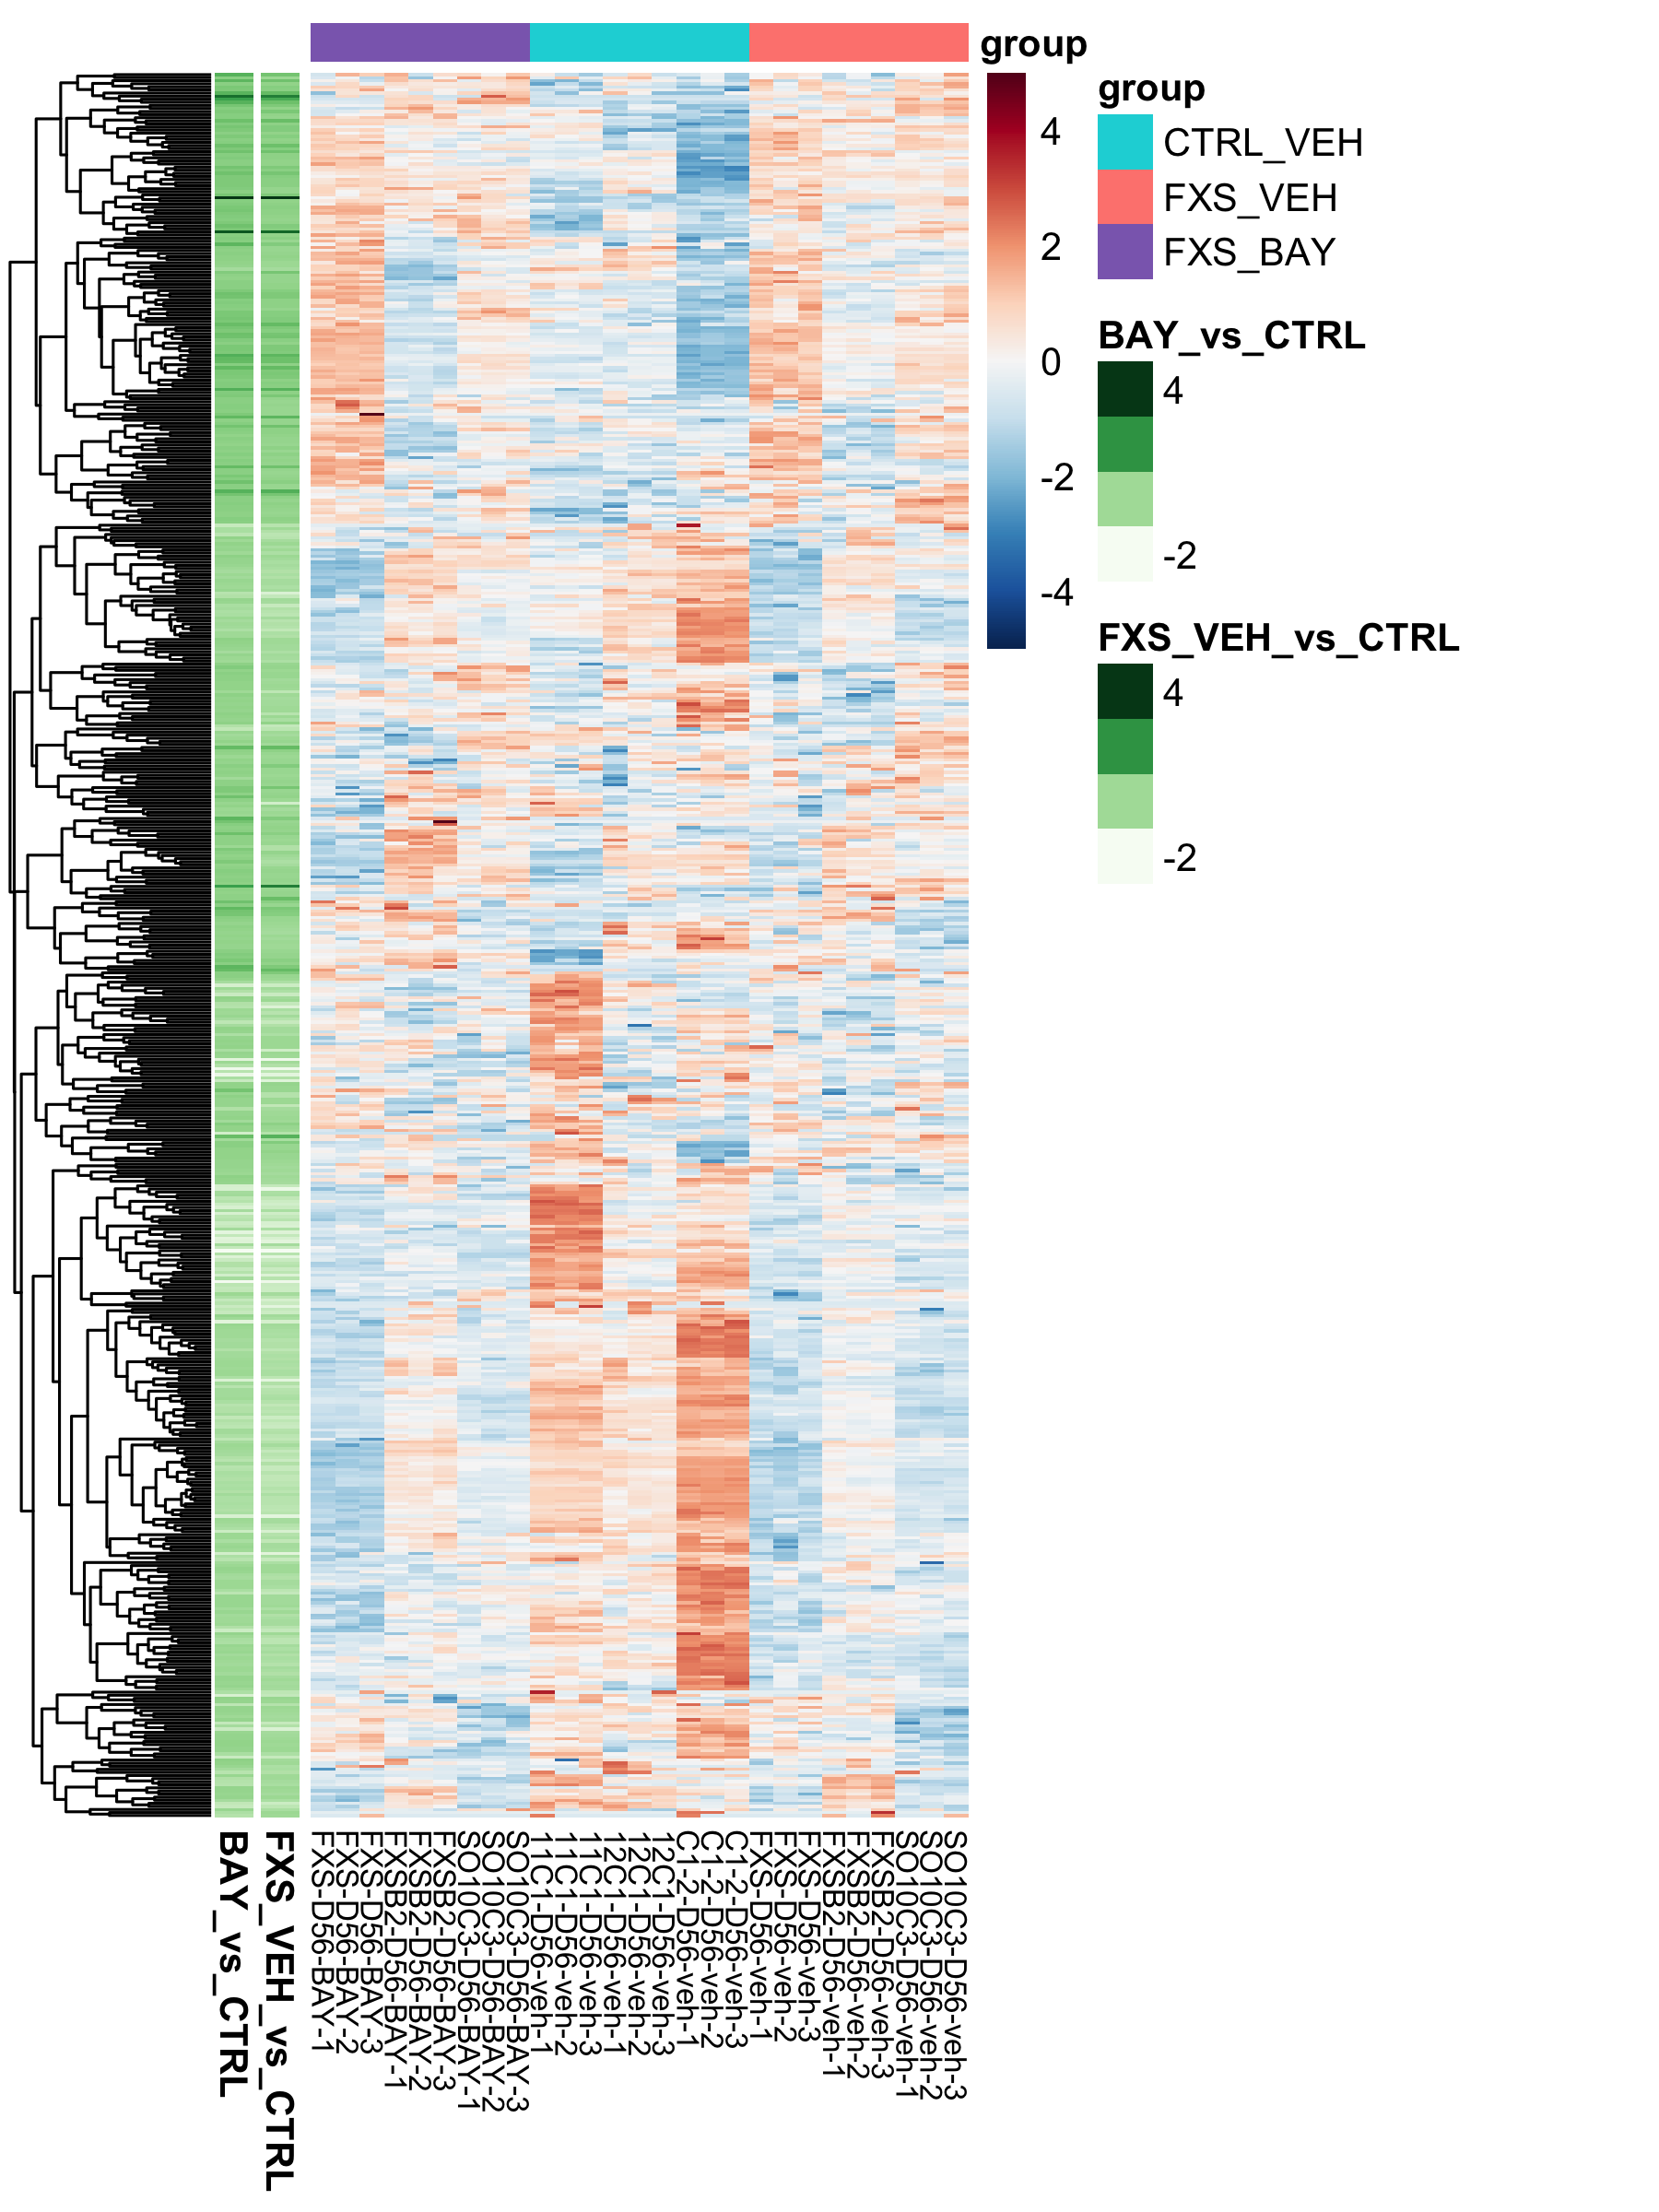 group
4
2
0
-2
-4
group
CTRL_VEH
FXS_VEH
FXS_BAY
BAY_vs_CTRL
4
-2
FXS_VEH_vs_CTRL
4
-2
BAY_vs_CTRL
FXS_VEH_vs_CTRL
FXS-D56-BAY-1
FXS-D56-BAY-2
FXS-D56-BAY-3
FXSB2-D56-BAY-1
FXSB2-D56-BAY-2
FXSB2-D56-BAY-3
SO10C3-D56-BAY-1
SO10C3-D56-BAY-2
SO10C3-D56-BAY-3
11C1-D56-veh-1
11C1-D56-veh-2
11C1-D56-veh-3
12C1-D56-veh-1
12C1-D56-veh-2
12C1-D56-veh-3
C1-2-D56-veh-1
C1-2-D56-veh-2
C1-2-D56-veh-3
FXS-D56-veh-1
FXS-D56-veh-2
FXS-D56-veh-3
FXSB2-D56-veh-1
FXSB2-D56-veh-2
FXSB2-D56-veh-3
SO10C3-D56-veh-1
SO10C3-D56-veh-2
SO10C3-D56-veh-3